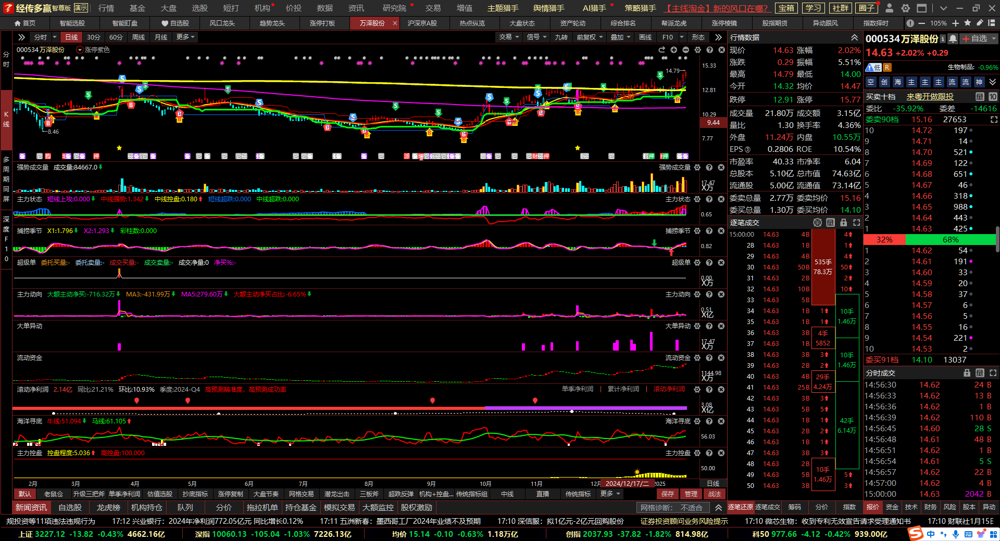 经传多赢 智尊版 演示 行情 基金 大盘 选股 短打 机构 价投 数据 资讯 研究院 交易 增值 主题猎手 舆情猎手 AI猎手 策略猎手 【主线淘金】新的风口在哪？ 宝箱 学习 社群 圈子
首页 智能选股 智能盯盘 自选股 风口龙头 趋势龙头 涨停打板 万泽股份 沪深京A股 热点纵览 大盘状态 资产轮动 综合排名 帮派龙虎 涨停棱镜 股指期货 异动跟风 指数择时 105%
分时 日线 30分 60分 周线 月线 更多 交易 信号 九转 前复权 叠加 画线 F10 形态
分时
K线
多周期同屏
深度F10
000534 万泽股份 涨停紫色
15.33
14.79
12.81
10.29
9.44
8.46
7.77
强势成交量 成交量:84667.0 强势成交量
17.47
X万
主力状态 短线上攻:0.000 中线强势:1.342 中线控盘:0.180 短线超跌:0.000 中线超跌:0.000 主力状态
0.65
捕捞季节 X1:1.796 X2:1.293 彩柱数:0.000 捕捞季节
0.82
超级单 委托买量:- 委托卖量:- 成交买量:- 成交卖量:- 成交净量:0 净买%:- 超级单
0.00
X万
主力动向 大额主动净买:-716.32万 MA3:-431.99万 MA5:279.60万 大额主动净买占比:-6.65% 主力动向
0.51
X亿
大单异动 大单异动
17.47
X万
流动资金 流动资金
1144.98
X万
滚动净利润 2.14亿 同比:21.21% 环比:10.93% 季度:2024-Q4 高预测精准度，高预测成功率 单季净利润 | 累计净利润 | 滚动净利润
3.08
X亿
海洋寻底 牛线:51.094 马线:61.105 海洋寻底
56.03
主力控盘 控盘程度:5.036 高控盘:100.000 主力控盘
50.00
2月 3月 4月 5月 6月 7月 8月 9月 10月 11月 12月 2024/12/17/二 2025 日线
默认 老鼠仓 升级三把斧 单季净利润 估值选股 抄底指标 涨停复制 大盘节奏 网格交易 潜龙出击 三板斧 超跌反弹 机构+控盘... 传统指标组 中线 直播 传统指标 更多 保存 管理 战法
新闻资讯 自选股 龙虎榜 机构持仓 队列 分价 拖拉机单 持仓基金 模拟交易 大额监控 股权激励 网格诊断： 不适合
行情数据
现价 14.63 涨幅 2.02%
涨跌 0.29 振幅 5.51%
最高 14.79 最低 14.00
今开 14.32 均价 14.47
跌停 12.91 涨停 15.77
成交量 21.80万 成交额 3.15亿
量比 1.30 换手率 4.36%
外盘 11.24万 内盘 10.55万
EPS③ 0.2806 ROE 10.54%
市盈率 40.33 市净率 6.04
总股本 5.10亿 总市值 74.63亿
流通股 5.00亿 流通值 73.14亿
委卖总量 2.77万 委卖均价 15.16
委买总量 1.30万 委买均价 14.10
逐笔成交
15:00:00 14.63 4B 4
28 14.63 1B 1
29 14.63 4B 4
30 14.63 50B 50
31 14.63 2B 2
32 14.63 10B 10
33 14.63 5B
34 14.63 1B 1
35 14.63 1B 1
36 14.63 3B
37 14.63 1B
38 14.63 3B 3
39 14.63 2B 2
40 14.63 4B
41 14.63 25B
42 14.63 3B 3
43 14.63 5B 5
44 14.63 1B 1
45 14.63 2B 2
46 14.63 1B 1
47 14.63 3B 3
48 14.63 2B
49 14.63 5B 5
50 14.63 3B 3
535手
78.3万
10手
1.46万
4手
5852
10手
1.46万
29手
4.24万
42手
6.14万
10手
1.46万
逐笔还原 逐笔成交 筹码 分价 指数
000534 万泽股份 自选
14.63 +2.02% +0.29
低 R 生物制品: -0.96%
空 创 海 主 主 主 流 流 神
买卖十档 来粤开做跟投 10
委比 -35.92% 委差 -14616
委卖90档 15.16 27653
10 14.72 197
9 14.71 14
8 14.70 521
7 14.69 122
6 14.68 651
5 14.67 46
4 14.66 318
3 14.65 988
2 14.64 443
1 14.63 425
32% 68%
1 14.62 54
2 14.61 191
3 14.60 33
4 14.59 20
5 14.58 37
6 14.57 6
7 14.56 5
8 14.55 16
9 14.54 221
10 14.53 2
委买91档 14.10 13037
分时成交
14:56:30 14.62 24 B
14:56:33 14.62 13 B
14:56:36 14.62 1 B
14:56:39 14.62 110 B
14:56:45 14.60 28 S
14:56:48 14.61 48 B
14:56:51 14.62 1 B
14:56:54 14.61 5 S
14:56:57 14.62 22 B
14:57:00 14.62 4 B
15:00:00 14.63 2042 B
报价 资金 技术 财务 风险 股本 异动
规投资等11项违法违规行为 17:12 兴业银行：2024年净利润772.05亿元 同比增长0.12% 17:11 五洲新春：墨西哥工厂2024年业绩不及预期 17:10 深信服：拟1亿元-2亿元回购股份 证券投资顾问业务风险提示 17:10 微芯生物：收到专利无效宣告请求受理通知书 17:10 财联社1月15日
上证 3227.12 -13.82 -0.43% 4662.16亿 深指 10060.13 -105.04 -1.03% 7226.13亿 均价 15.14 -0.10 -0.63% 1.18万亿 创指 2037.93 -37.82 -1.82% 814.98亿 科50 977.66 -4.12 -0.42% 939.00亿 中